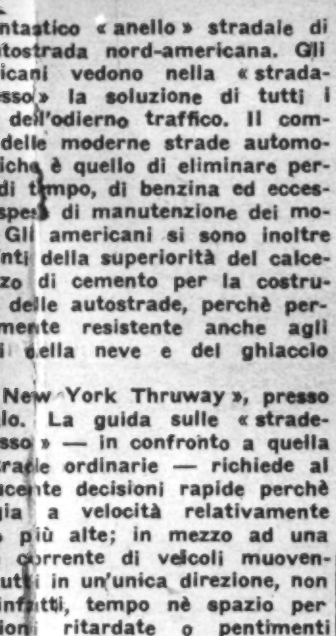 ntastico « anello » stradale di
tostrada nord-americana. Gli
icani vedono nella « strada-
sso » la soluzione di tutti i
dell'odierno traffico. Il com-
delle moderne strade automo-
iche è quello di eliminare per-
di tempo, di benzina ed ecces-
spese di manutenzione dei mo-
Gli americani si sono inoltre
nti della superiorità del calce-
zo di cemento per la costru-
delle autostrade, perchè per-
mente resistente anche agli
i della neve e del ghiaccio
New York Thruway », presso
lo. La guida sulle « strade-
sso » — in confronto a quella
trade ordinarie — richiede al
ucente decisioni rapide perchè
gia a velocità relativamente
più alte; in mezzo ad una
corrente di veicoli muoven-
tutti in un'unica direzione, non
infatti, tempo nè spazio per
ioni ritardate o pentimenti